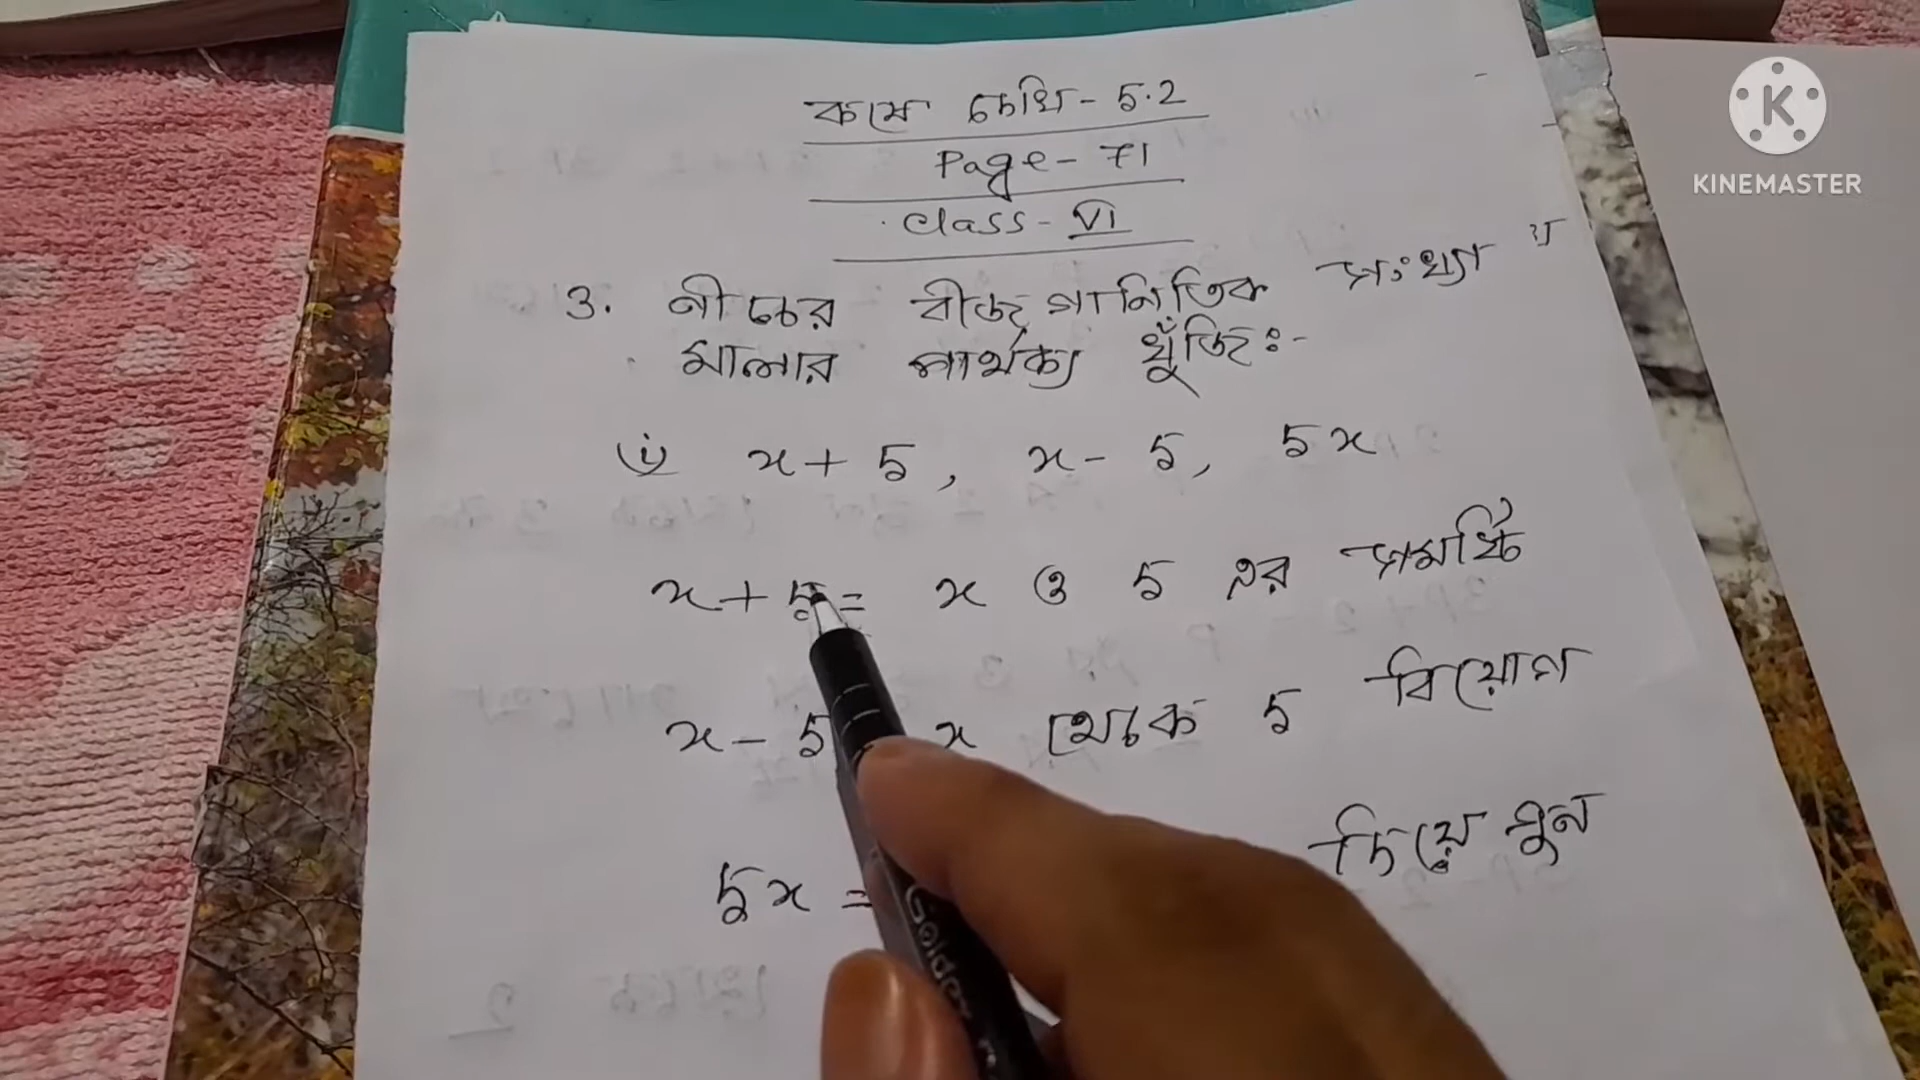 কষে দেখি - 5.2
Page - 71
Class - VI
3. নীচের বীজগানিতিক সংখ্যা
মালার পার্থক্য খুঁজি:-
(i) x + 5, x - 5, 5x
x + 5 = x ও 5 এর সমষ্টি
x - 5 x থেকে 5 বিয়োগ
5x = দিয়ে গুন
K
KINEMASTER
Golden